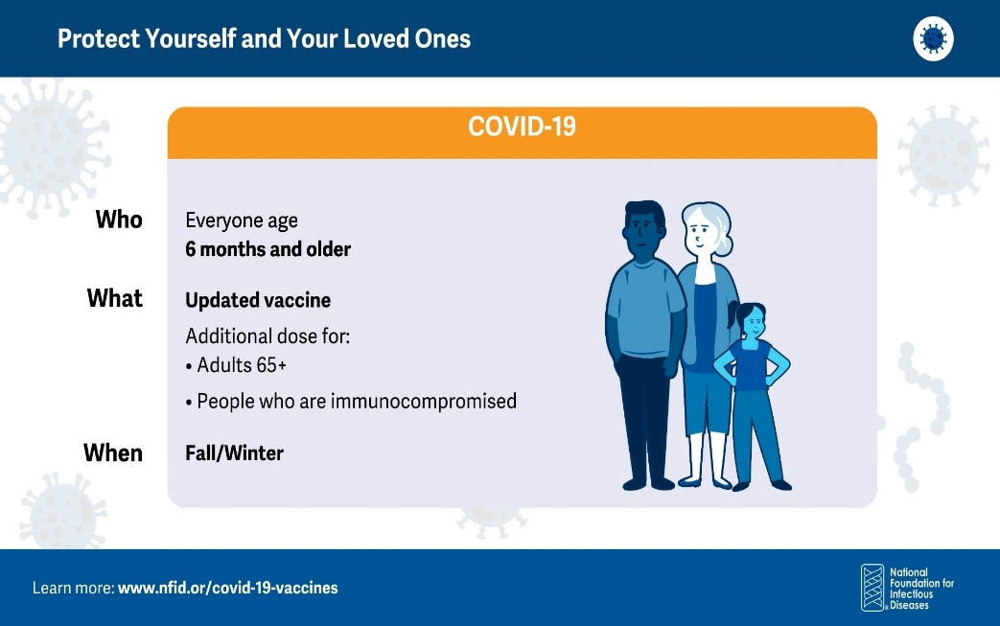 Protect Yourself and Your Loved Ones
COVID-19
Who
Everyone age
6 months and older
What
Updated vaccine
Additional dose for:
• Adults 65+
• People who are immunocompromised
When
Fall/Winter
Learn more: www.nfid.or/covid-19-vaccines
National
Foundation for
Infectious
® Diseases